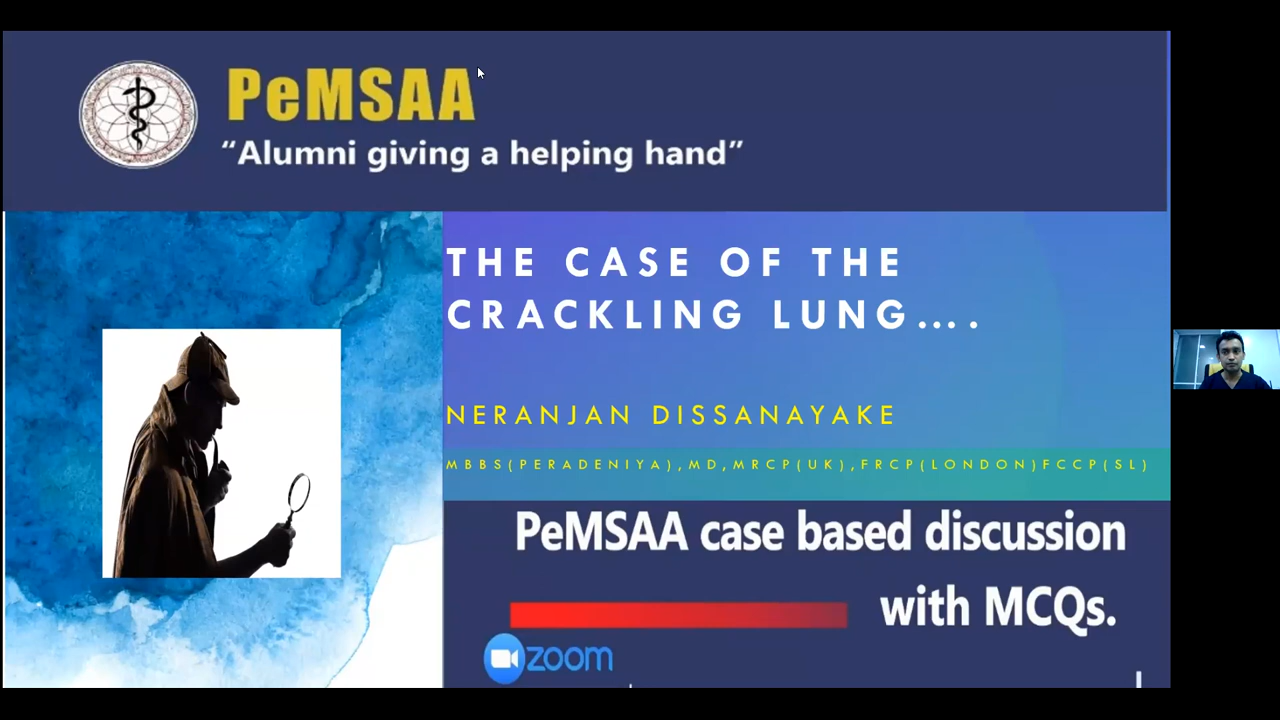 PeMSAA
“Alumni giving a helping hand”
THE CASE OF THE
CRACKLING LUNG....
NERANJAN DISSANAYAKE
MBBS(PERADENIYA),MD,MRCP(UK),FRCP(LONDON)FCCP(SL)
PeMSAA case based discussion
with MCQs.
zoom